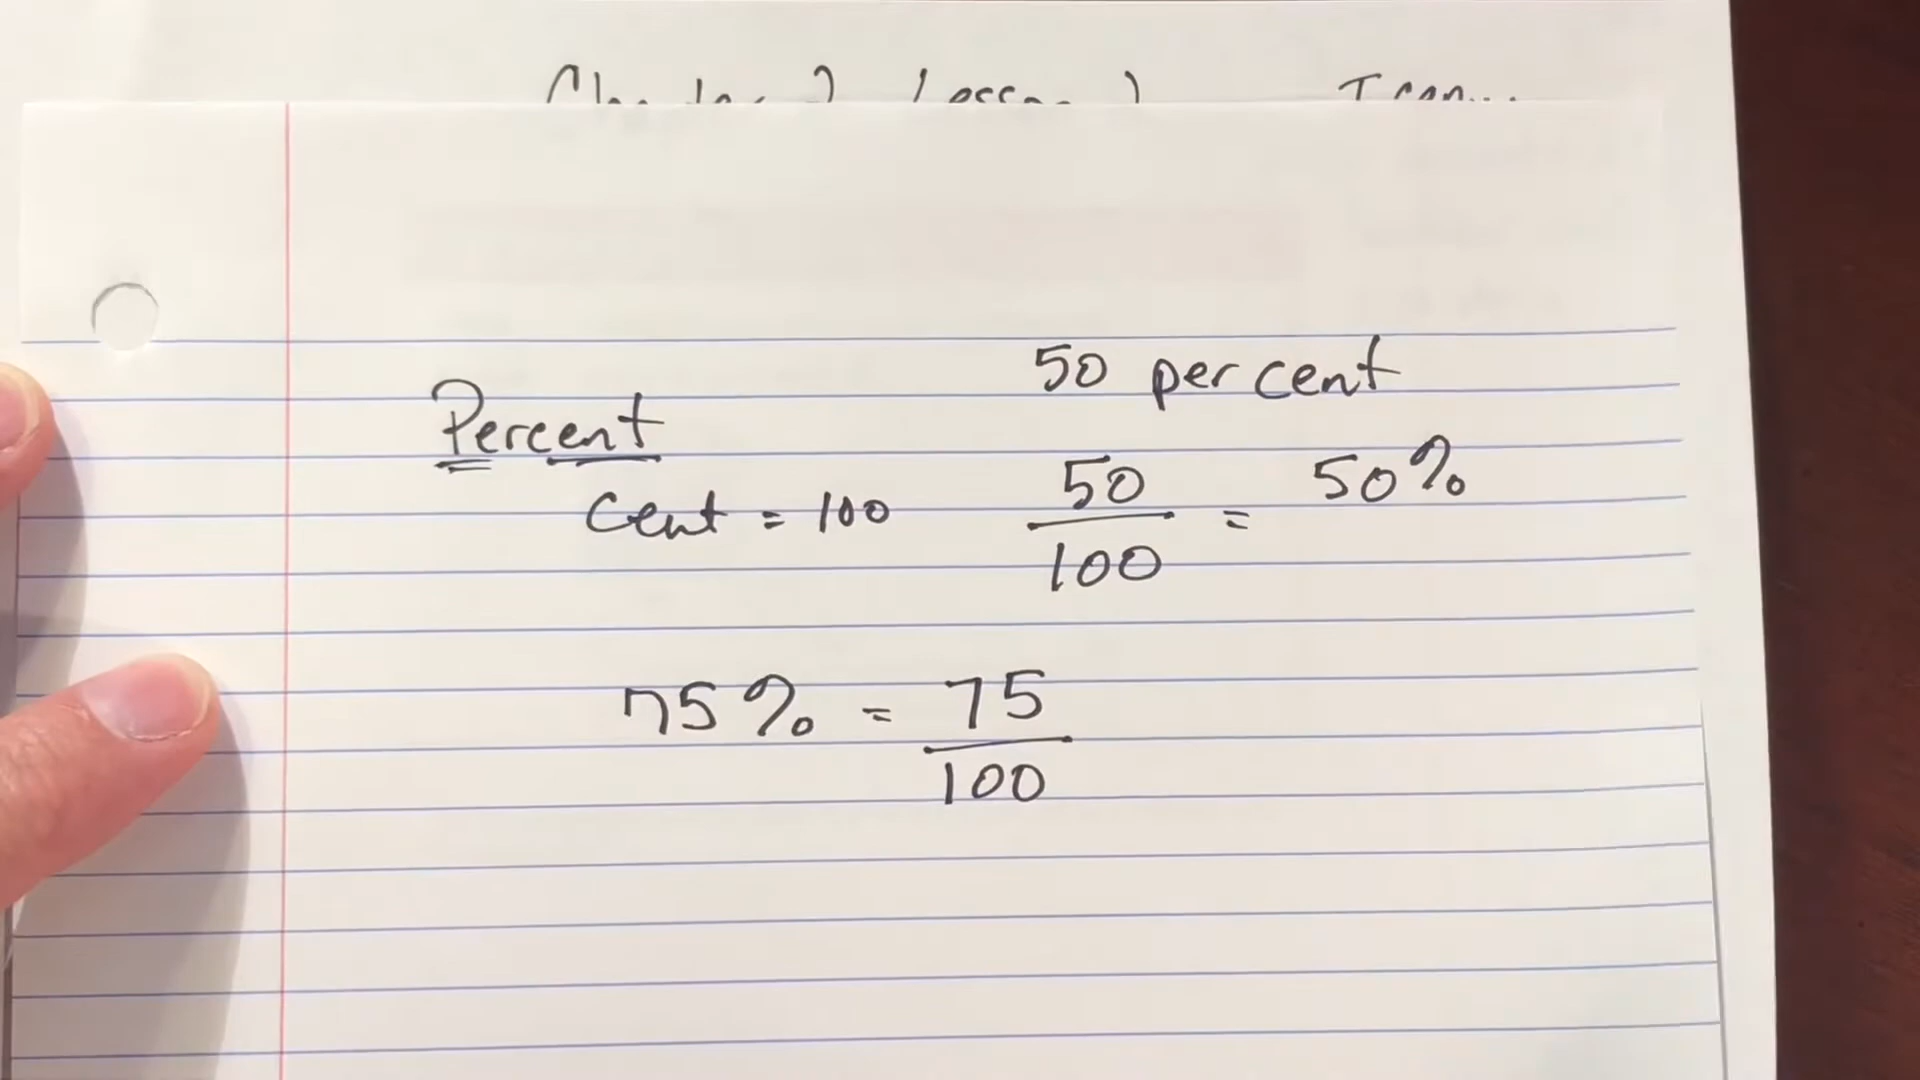 50 per cent
Percent
cent = 100
50
100
= 50%
75% = 75
100